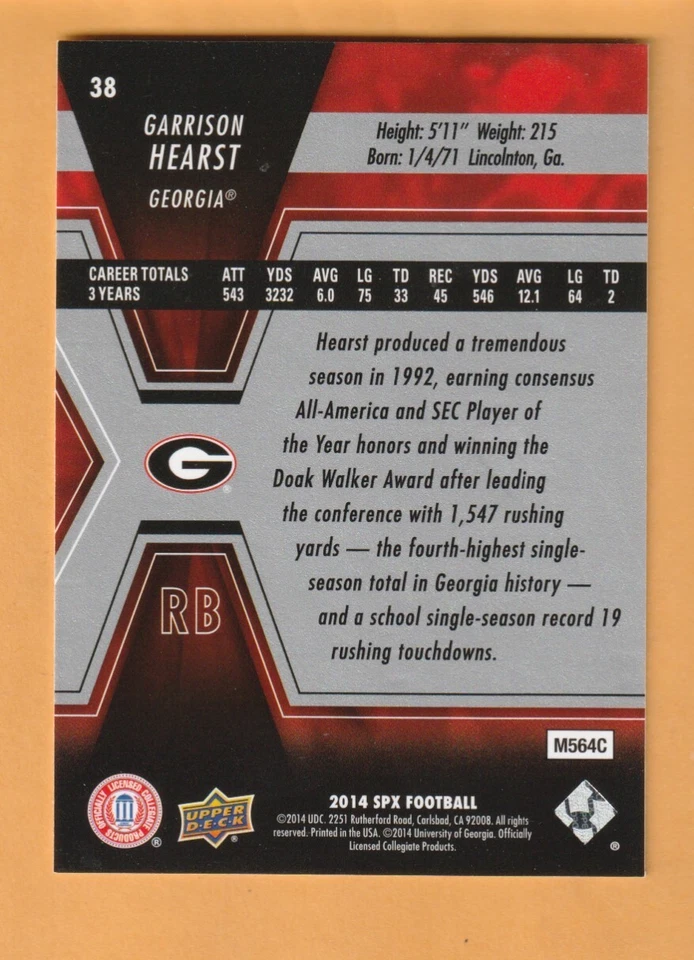 38
GARRISON
HEARST
GEORGIA®
Height: 5'11" Weight: 215
Born: 1/4/71 Lincolnton, Ga.
CAREER TOTALS ATT YDS AVG LG TD REC YDS AVG LG TD
3 YEARS 543 3232 6.0 75 33 45 546 12.1 64 2
Hearst produced a tremendous
season in 1992, earning consensus
All-America and SEC Player of
the Year honors and winning the
Doak Walker Award after leading
the conference with 1,547 rushing
yards — the fourth-highest single-
season total in Georgia history —
and a school single-season record 19
rushing touchdowns.
G
®
RB
M564C
OFFICIALLY LICENSED COLLEGIATE PRODUCTS
®
UPPER
D·E·C·K
®
2014 SPX FOOTBALL
©2014 UDC. 2251 Rutherford Road, Carlsbad, CA 92008. All rights
reserved. Printed in the USA. ©2014 University of Georgia. Officially
Licensed Collegiate Products.
®